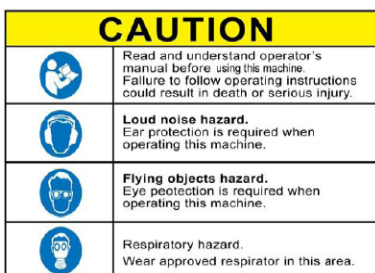 CAUTION
Read and understand operator's
manual before using this machine.
Failure to follow operating instructions
could result in death or serious injury.
Loud noise hazard.
Ear protection is required when
operating this machine.
Flying objects hazard.
Eye peotection is required when
operating this machine.
Respiratory hazard.
Wear approved respirator in this area.